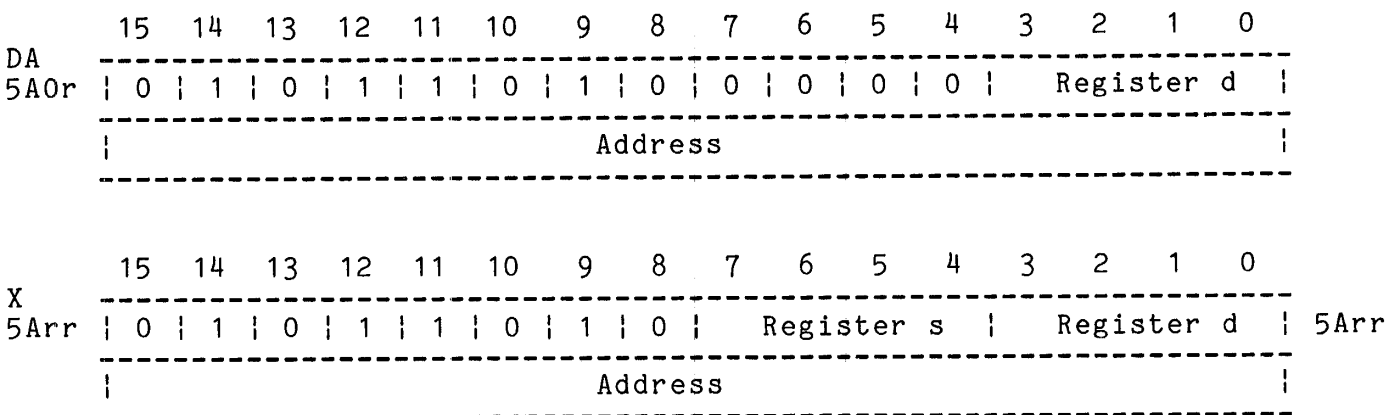 15 14 13 12 11 10 9 8 7 6 5 4 3 2 1 0
DA
5A0r | 0 | 1 | 0 | 1 | 1 | 0 | 1 | 0 | 0 | 0 | 0 | 0 | Register d |
| Address |
15 14 13 12 11 10 9 8 7 6 5 4 3 2 1 0
X
5Arr | 0 | 1 | 0 | 1 | 1 | 0 | 1 | 0 | Register s | Register d | 5Arr
| Address |